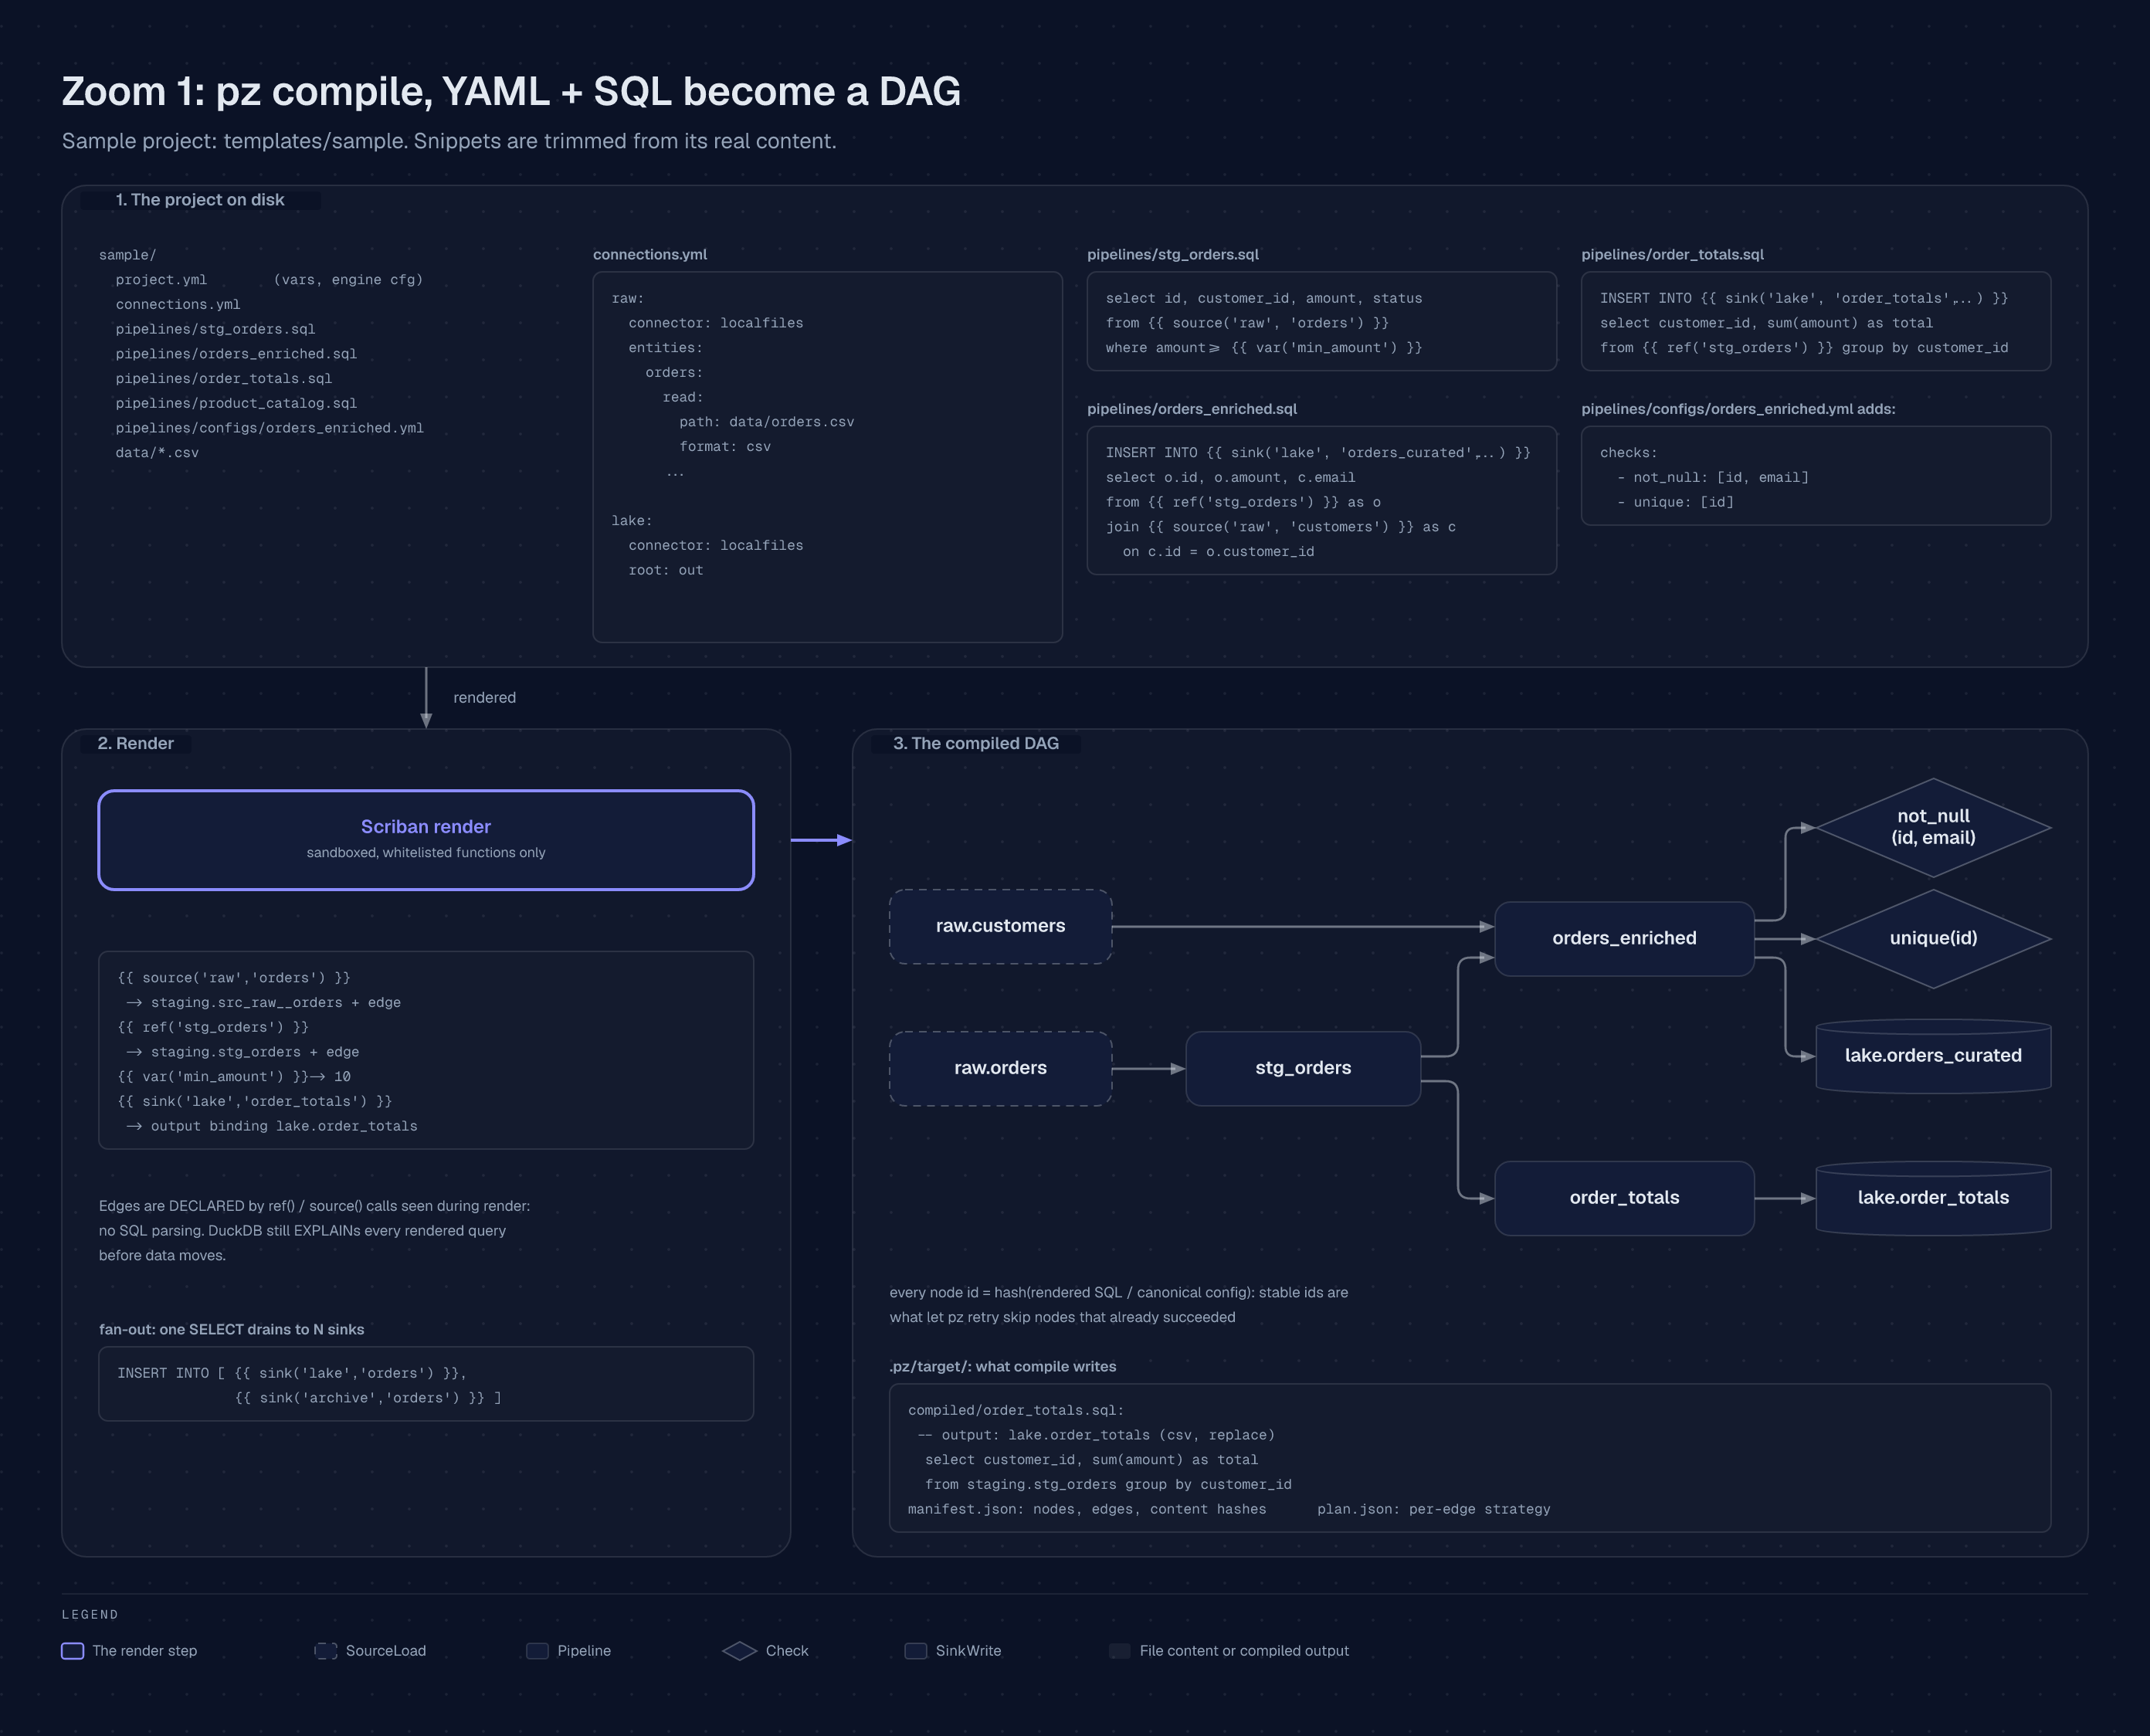 Zoom 1: pz compile, YAML + SQL become a DAG
Sample project: templates/sample. Snippets are trimmed from its real content.
1. The project on disk
sample/
project.yml (vars, engine cfg)
connections.yml
pipelines/stg_orders.sql
pipelines/orders_enriched.sql
pipelines/order_totals.sql
pipelines/product_catalog.sql
pipelines/configs/orders_enriched.yml
data/*.csv
connections.yml
raw:
connector: localfiles
entities:
orders:
read:
path: data/orders.csv
format: csv
...
lake:
connector: localfiles
root: out
pipelines/stg_orders.sql
select id, customer_id, amount, status
from {{ source('raw', 'orders') }}
where amount >= {{ var('min_amount') }}
pipelines/orders_enriched.sql
INSERT INTO {{ sink('lake', 'orders_curated',...) }}
select o.id, o.amount, c.email
from {{ ref('stg_orders') }} as o
join {{ source('raw', 'customers') }} as c
on c.id = o.customer_id
pipelines/order_totals.sql
INSERT INTO {{ sink('lake', 'order_totals',...) }}
select customer_id, sum(amount) as total
from {{ ref('stg_orders') }} group by customer_id
pipelines/configs/orders_enriched.yml adds:
checks:
- not_null: [id, email]
- unique: [id]
rendered
2. Render
Scriban render
sandboxed, whitelisted functions only
{{ source('raw','orders') }}
—> staging.src_raw__orders + edge
{{ ref('stg_orders') }}
—> staging.stg_orders + edge
{{ var('min_amount') }}—> 10
{{ sink('lake','order_totals') }}
—> output binding lake.order_totals
Edges are DECLARED by ref() / source() calls seen during render:
no SQL parsing. DuckDB still EXPLAINs every rendered query
before data moves.
fan-out: one SELECT drains to N sinks
INSERT INTO [ {{ sink('lake','orders') }},
{{ sink('archive','orders') }} ]
3. The compiled DAG
not_null
(id, email)
raw.customers
orders_enriched
unique(id)
raw.orders
stg_orders
lake.orders_curated
order_totals
lake.order_totals
every node id = hash(rendered SQL / canonical config): stable ids are
what let pz retry skip nodes that already succeeded
.pz/target/: what compile writes
compiled/order_totals.sql:
-- output: lake.order_totals (csv, replace)
select customer_id, sum(amount) as total
from staging.stg_orders group by customer_id
manifest.json: nodes, edges, content hashes plan.json: per-edge strategy
LEGEND
The render step
SourceLoad
Pipeline
Check
SinkWrite
File content or compiled output